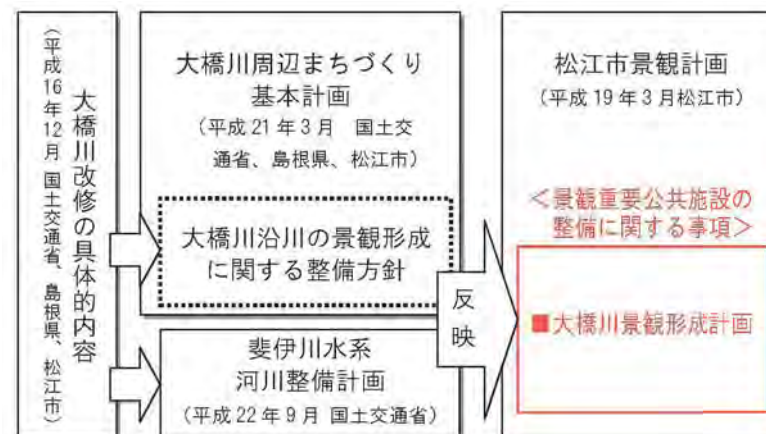 大橋川改修の具体的内容
（平成16年12月 国土交通省、島根県、松江市）
大橋川周辺まちづくり
基本計画
（平成21年3月　国土交
通省、島根県、松江市）
大橋川沿川の景観形成
に関する整備方針
斐伊川水系
河川整備計画
（平成22年9月 国土交通省）
反
映
松江市景観計画
（平成19年3月松江市）
＜景観重要公共施設の
整備に関する事項＞
■大橋川景観形成計画